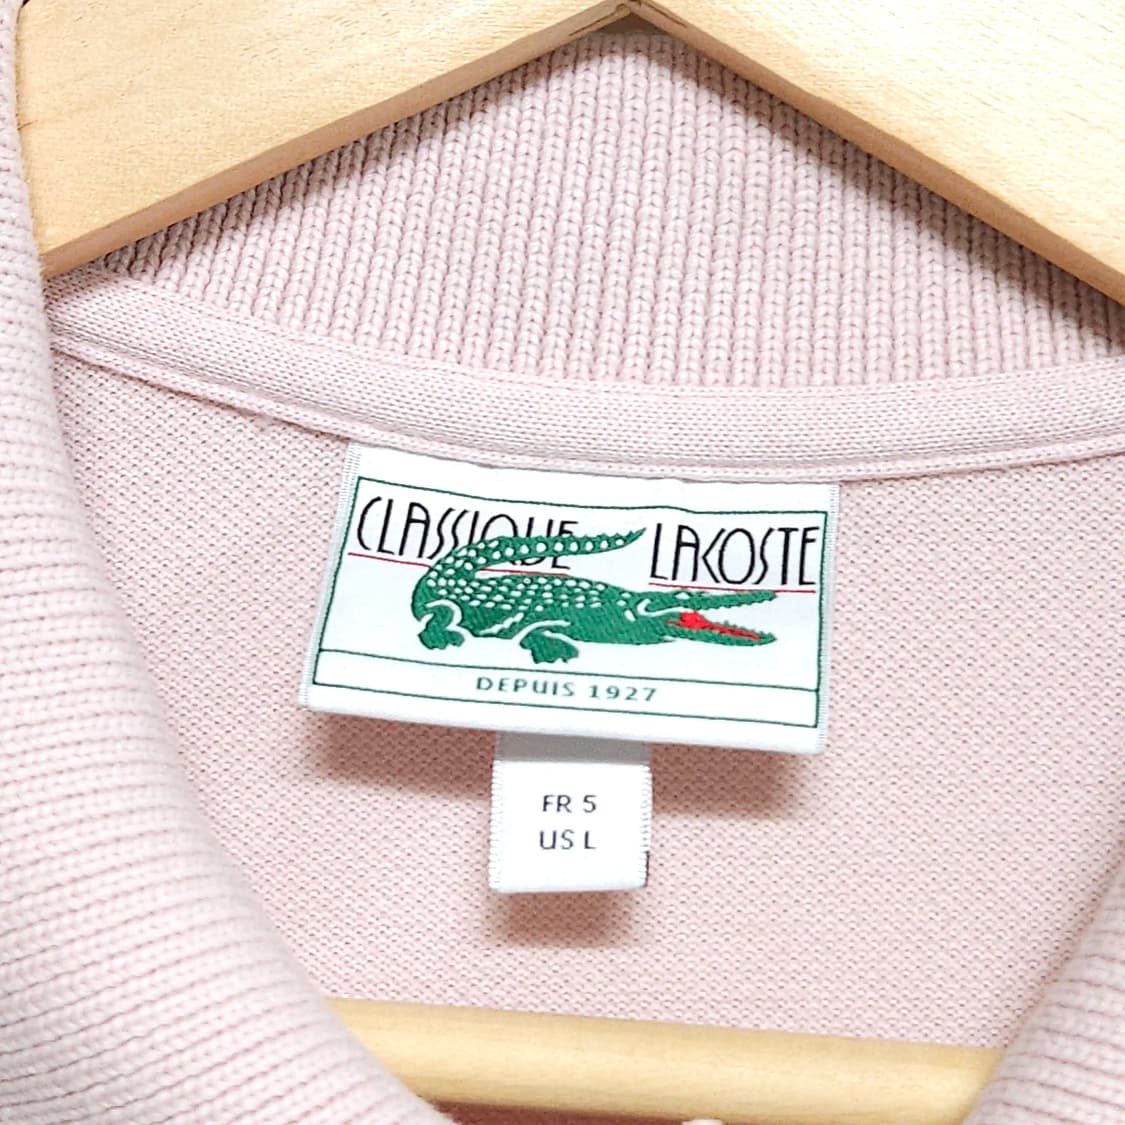 CLASSIQUE LACOSTE
DEPUIS 1927
FR 5
US L